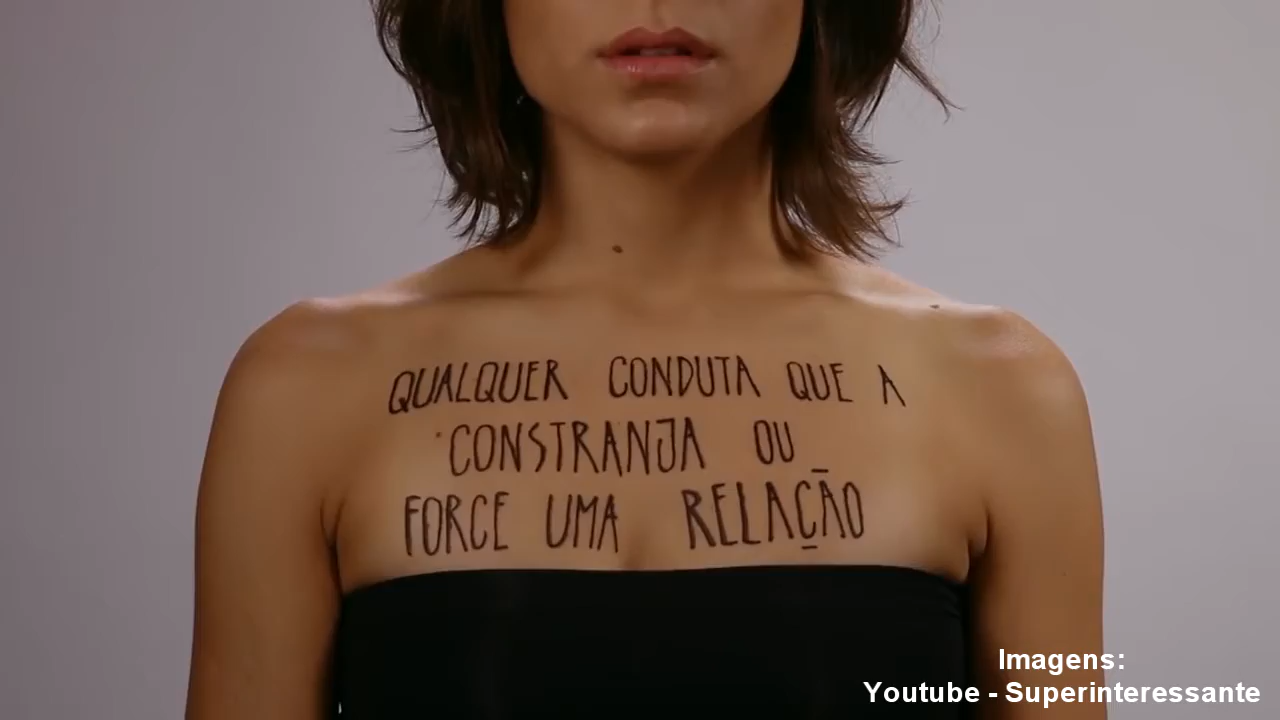 QUALQUER CONDUTA QUE A
CONSTRANJA OU
FORCE UMA RELAÇÃO
Imagens:
Youtube - Superinteressante